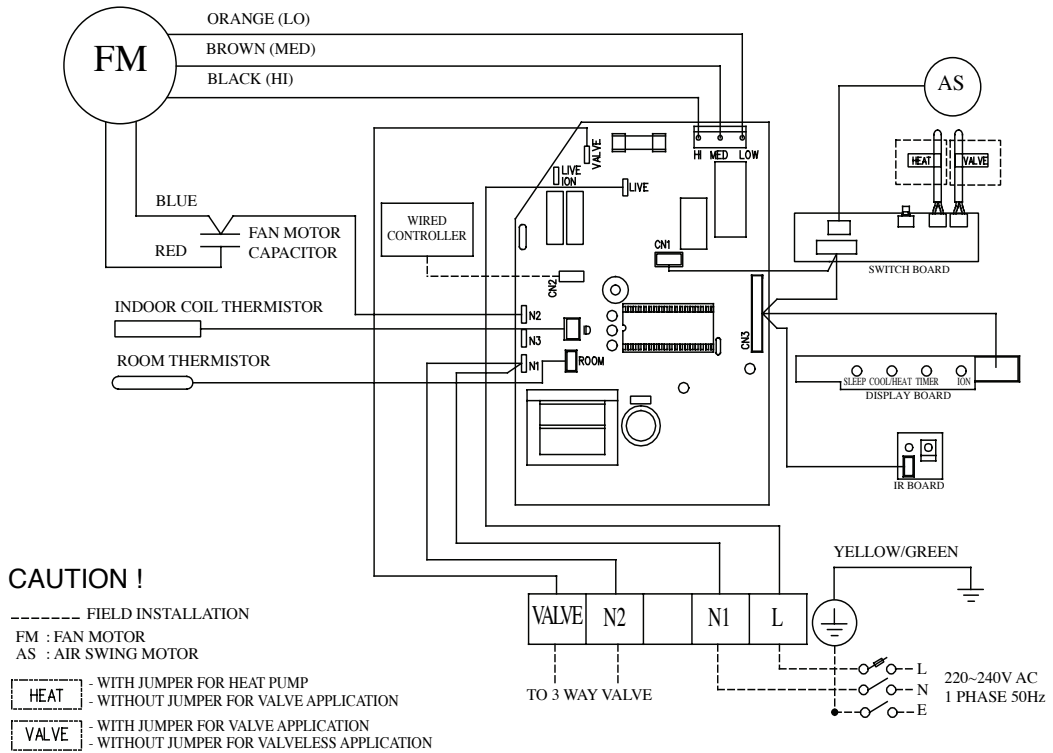 ORANGE (LO)
BROWN (MED)
BLACK (HI)
FM
AS
HI MED LOW
VALVE
LIVE
ION
LIVE
HEAT
VALVE
BLUE
FAN MOTOR
CAPACITOR
RED
WIRED
CONTROLLER
CN1
SWITCH BOARD
CN2
INDOOR COIL THERMISTOR
N2
ID
N3
CN3
ROOM THERMISTOR
N1
ROOM
SLEEP COOL/HEAT TIMER ION
DISPLAY BOARD
IR BOARD
YELLOW/GREEN
CAUTION !
FIELD INSTALLATION
FM : FAN MOTOR
AS : AIR SWING MOTOR
HEAT
- WITH JUMPER FOR HEAT PUMP
- WITHOUT JUMPER FOR VALVE APPLICATION
VALVE
- WITH JUMPER FOR VALVE APPLICATION
- WITHOUT JUMPER FOR VALVELESS APPLICATION
VALVE N2 N1 L
TO 3 WAY VALVE
L
N
E
220~240V AC
1 PHASE 50Hz